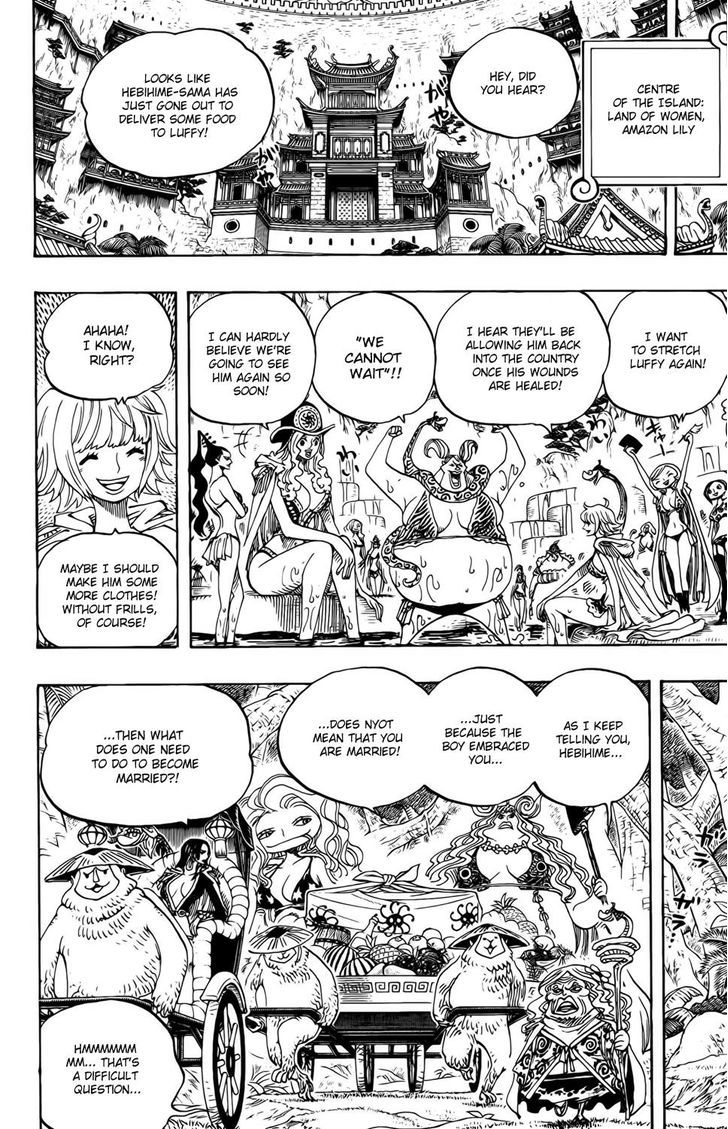 CENTRE
OF THE ISLAND:
LAND OF WOMEN,
AMAZON LILY
HEY, DID
YOU HEAR?
LOOKS LIKE
HEBIHIME-SAMA HAS
JUST GONE OUT TO
DELIVER SOME FOOD
TO LUFFY!
I WANT
TO STRETCH
LUFFY AGAIN!
I HEAR THEY'LL BE
ALLOWING HIM BACK
INTO THE COUNTRY
ONCE HIS WOUNDS
ARE HEALED!
"WE
CANNOT
WAIT"!!
I CAN HARDLY
BELIEVE WE'RE
GOING TO SEE
HIM AGAIN SO
SOON!
AHAHA!
I KNOW,
RIGHT?
MAYBE I SHOULD
MAKE HIM SOME
MORE CLOTHES!
WITHOUT FRILLS,
OF COURSE!
AS I KEEP
TELLING YOU,
HEBIHIME...
...JUST
BECAUSE THE
BOY EMBRACED
YOU...
...DOES NYOT
MEAN THAT YOU
ARE MARRIED!
...THEN WHAT
DOES ONE NEED
TO DO TO BECOME
MARRIED?!
HMMMMMM
MM... THAT'S
A DIFFICULT
QUESTION...